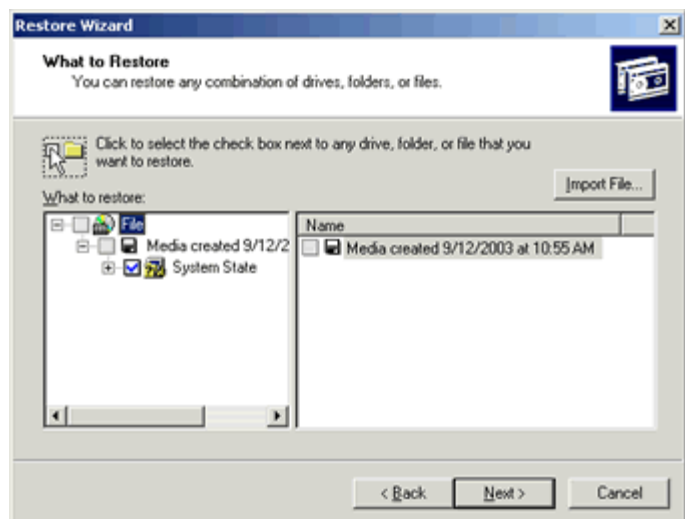 Restore Wizard
What to Restore
You can restore any combination of drives, folders, or files.
Click to select the check box next to any drive, folder, or file that you
want to restore.
Import File...
What to restore:
File
Media created 9/12/2
System State
Name
Media created 9/12/2003 at 10:55 AM
< Back
Next >
Cancel